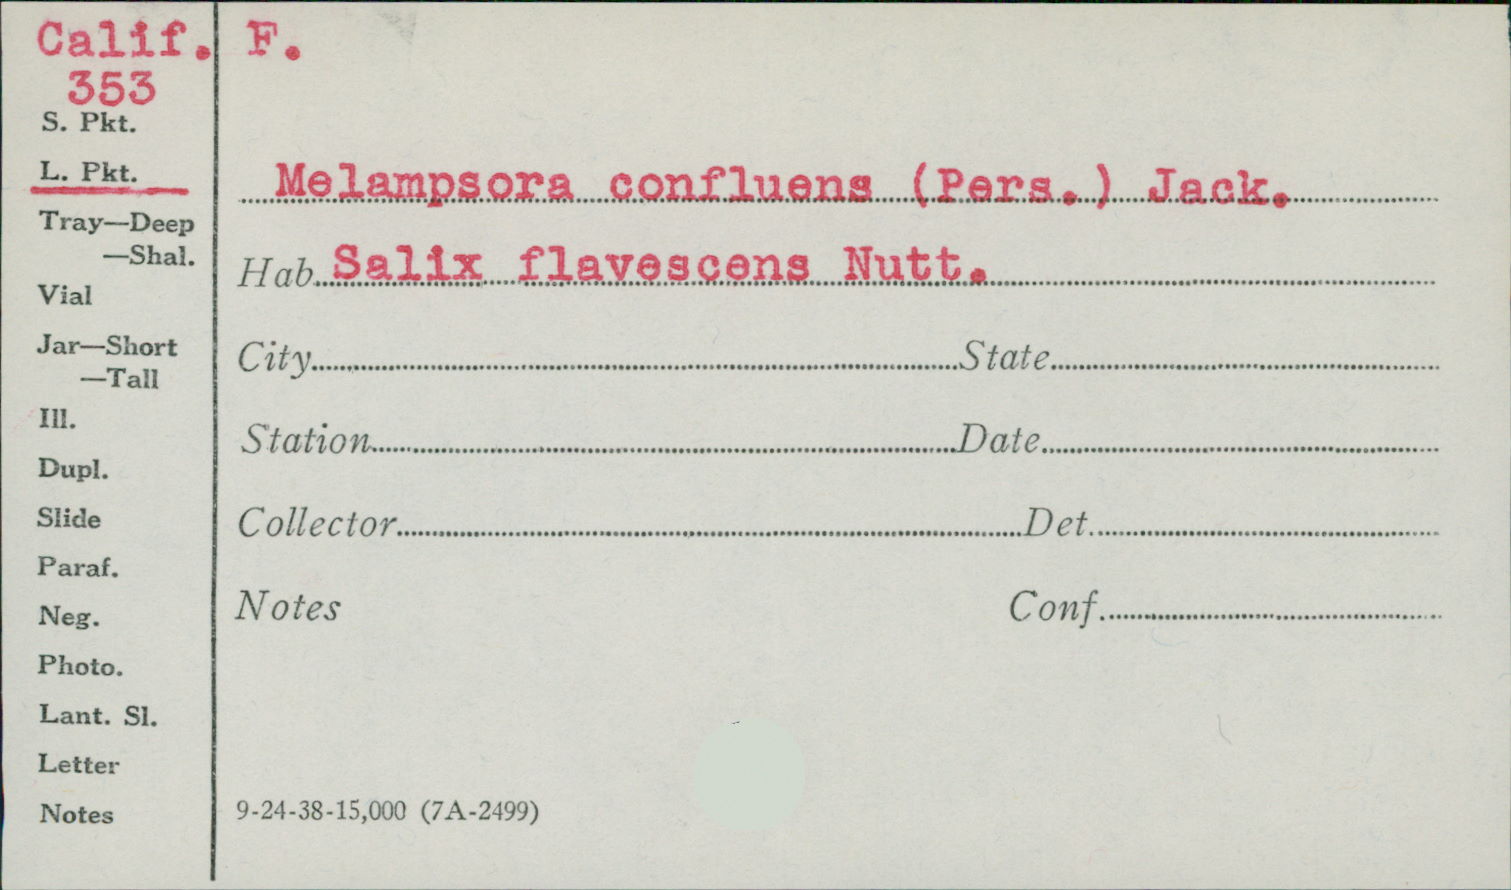 Calif. F.
353
S. Pkt.
L. Pkt.
Melampsora confluens (Pers.) Jack.
Tray—Deep
—Shal.
Hab. Salix flavescens Nutt.
Vial
Jar—Short
—Tall
City State
Ill.
Station Date
Dupl.
Slide
Collector Det.
Paraf.
Neg.
Notes Conf.
Photo.
Lant. Sl.
Letter
Notes
9-24-38-15,000 (7A-2499)